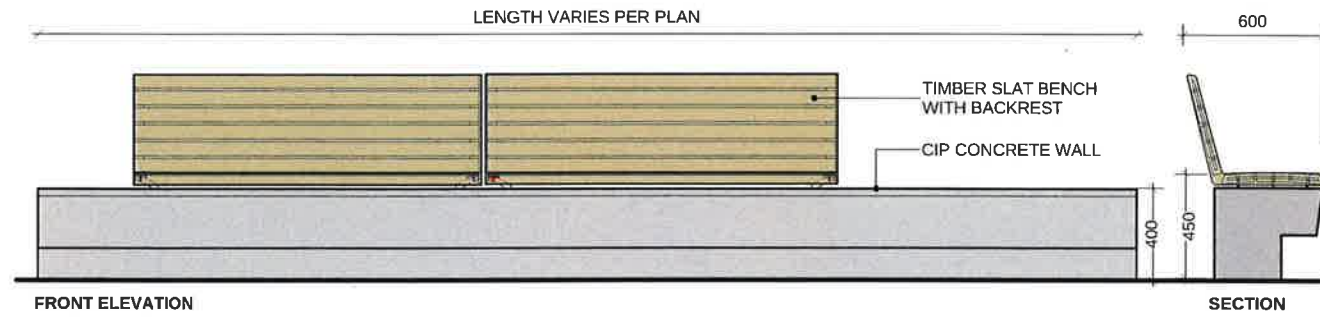 LENGTH VARIES PER PLAN
600
TIMBER SLAT BENCH
WITH BACKREST
CIP CONCRETE WALL
400
450
FRONT ELEVATION
SECTION